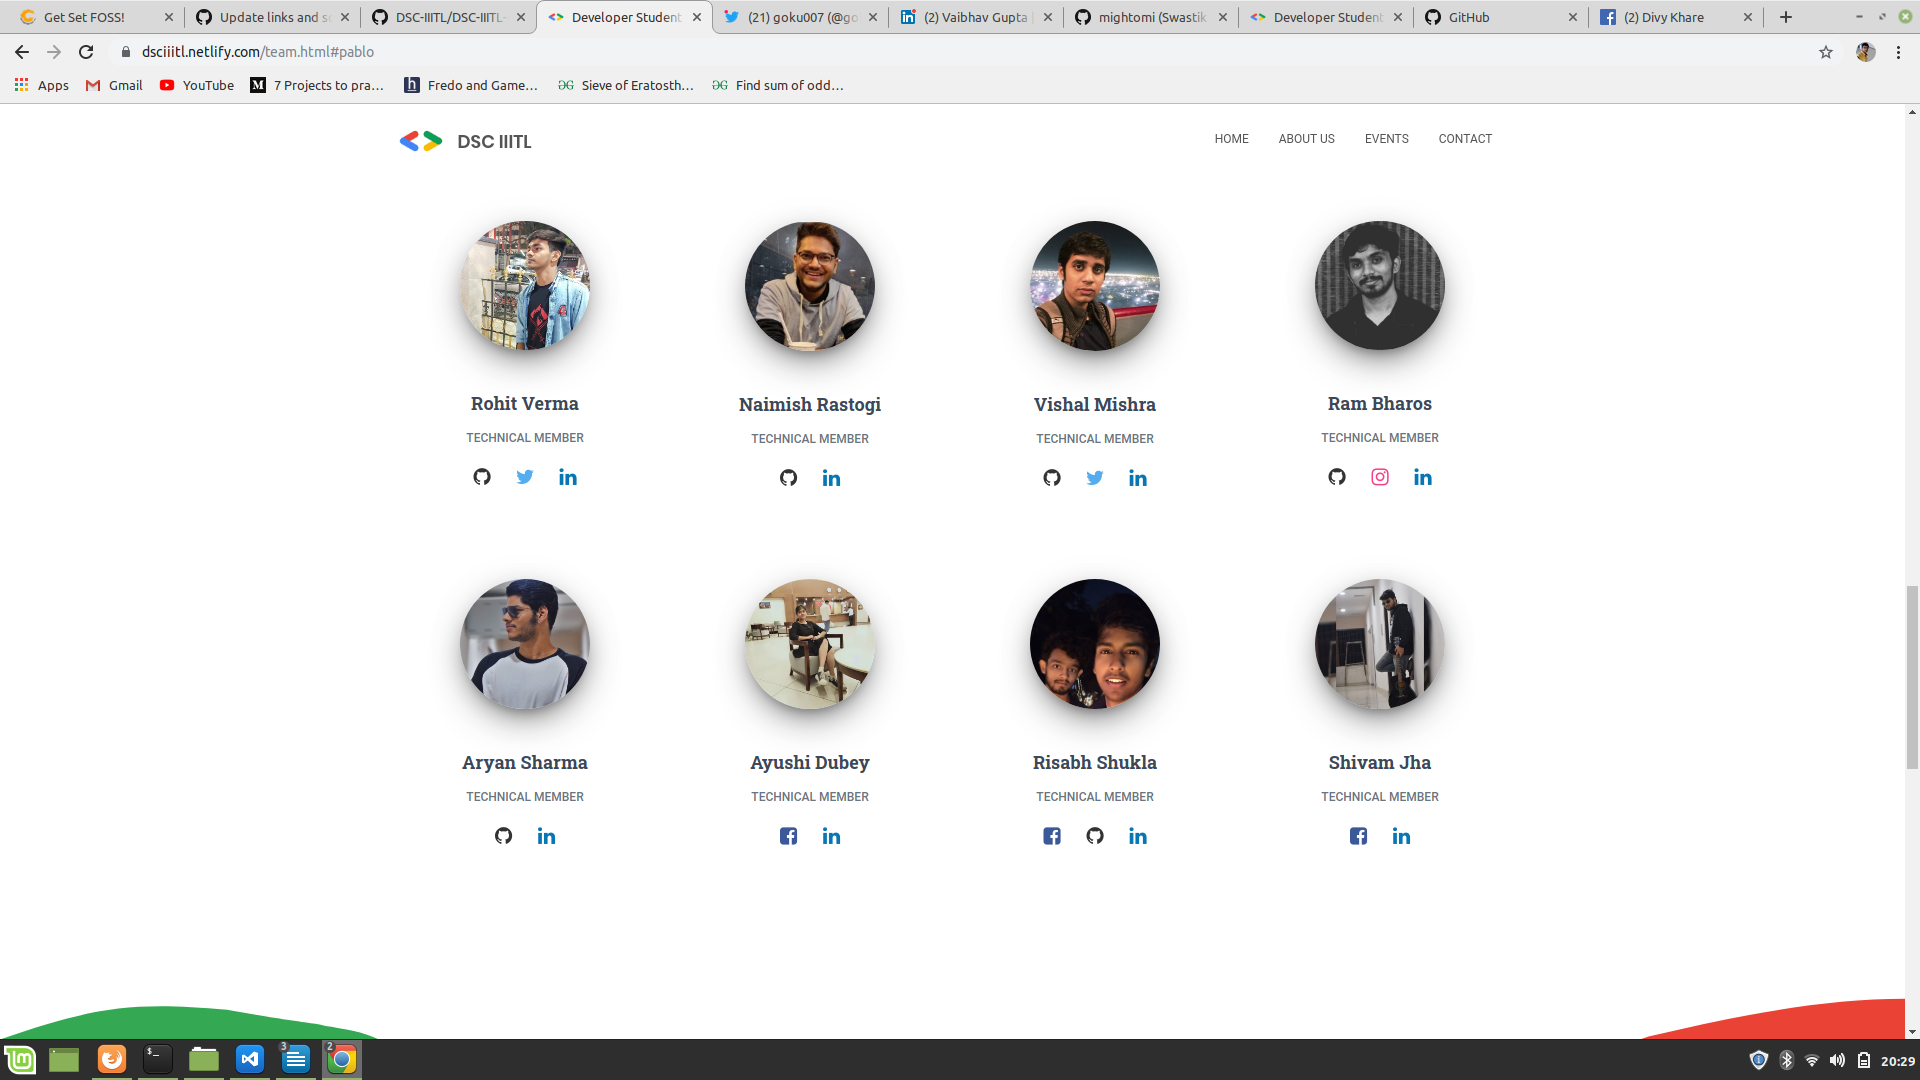 Get Set FOSS!
Update links and so
DSC-IIITL/DSC-IIITL-
Developer Student
(21) goku007 (@go
(2) Vaibhav Gupta |
mightomi (Swastik
Developer Student
GitHub
(2) Divy Khare
dsciiitl.netlify.com/team.html#pablo
Apps
Gmail
YouTube
7 Projects to pra...
Fredo and Game...
Sieve of Eratosth...
Find sum of odd...
DSC IIITL
HOME
ABOUT US
EVENTS
CONTACT
Rohit Verma
Naimish Rastogi
Vishal Mishra
Ram Bharos
TECHNICAL MEMBER
TECHNICAL MEMBER
TECHNICAL MEMBER
TECHNICAL MEMBER
Aryan Sharma
Ayushi Dubey
Risabh Shukla
Shivam Jha
TECHNICAL MEMBER
TECHNICAL MEMBER
TECHNICAL MEMBER
TECHNICAL MEMBER
3
2
20:29